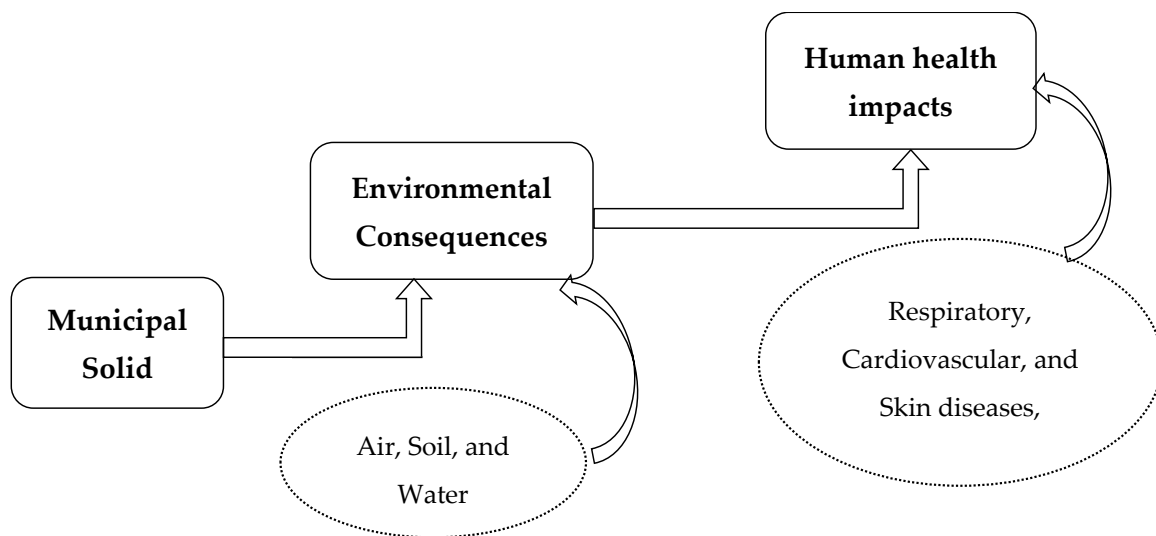 Municipal
Solid
Environmental
Consequences
Air, Soil, and
Water
Human health
impacts
Respiratory,
Cardiovascular, and
Skin diseases,